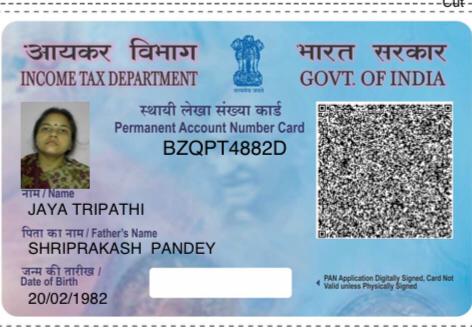 Cut
आयकर विभाग
INCOME TAX DEPARTMENT
सत्यमेव जयते
भारत सरकार
GOVT. OF INDIA
स्थायी लेखा संख्या कार्ड
Permanent Account Number Card
BZQPT4882D
नाम / Name
JAYA TRIPATHI
पिता का नाम / Father's Name
SHRIPRAKASH PANDEY
जन्म की तारीख /
Date of Birth
20/02/1982
PAN Application Digitally Signed, Card Not
Valid unless Physically Signed